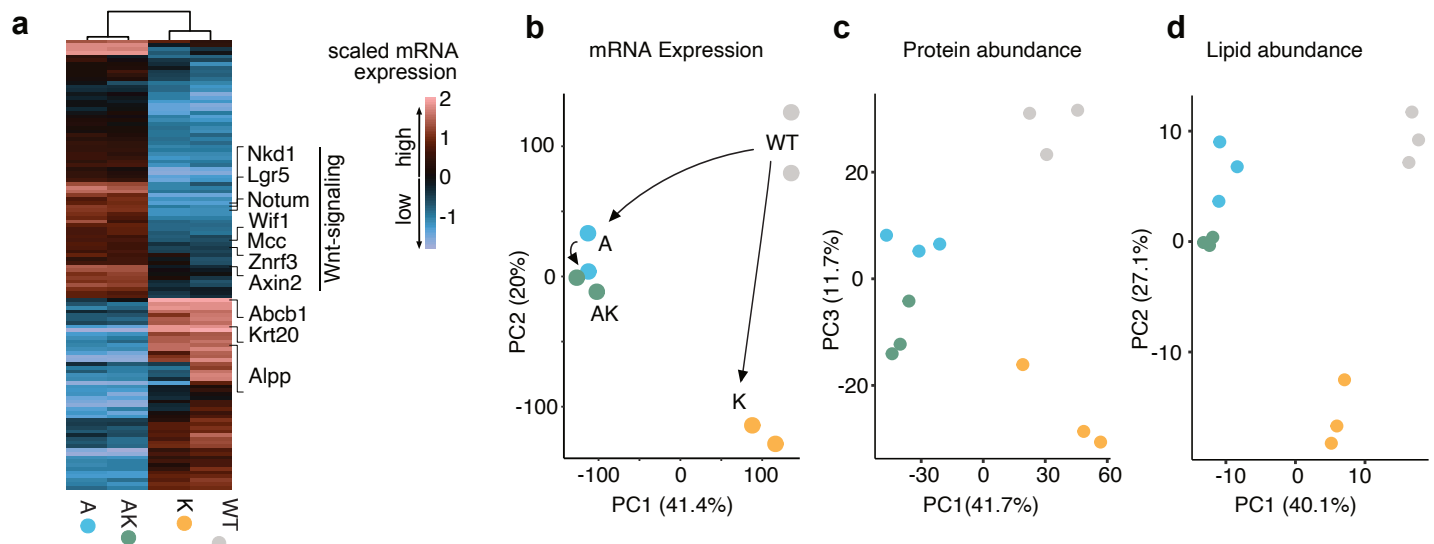 a
scaled mRNA
expression
2
1
0
-1
high
low
Nkd1
Lgr5
Notum
Wif1
Mcc
Znrf3
Axin2
Wnt-signaling
Abcb1
Krt20
Alpp
A
AK
K
WT
b
mRNA Expression
WT
A
AK
K
100
0
-100
PC2 (20%)
-100
0
100
PC1 (41.4%)
c
Protein abundance
20
0
-20
PC3 (11.7%)
-30
0
30
60
PC1(41.7%)
d
Lipid abundance
10
0
-10
PC2 (27.1%)
-10
0
10
PC1 (40.1%)